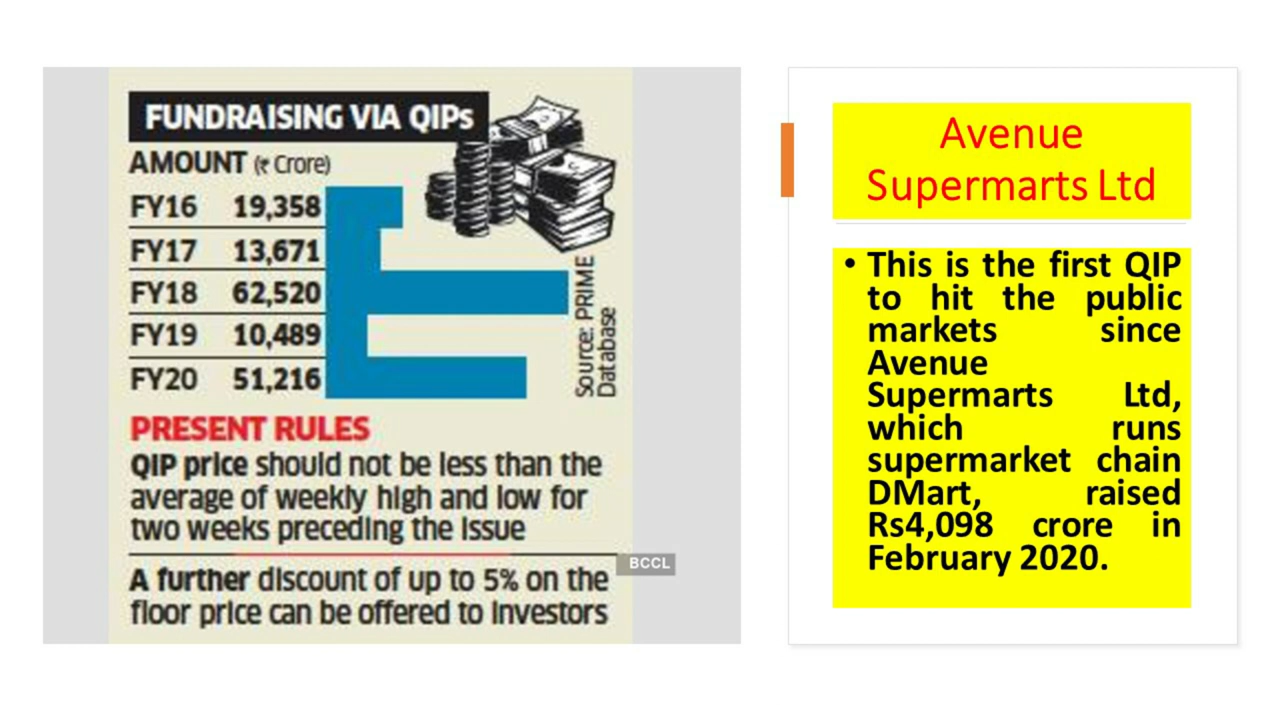 FUNDRAISING VIA QIPs
AMOUNT (₹ Crore)
FY16 19,358
FY17 13,671
FY18 62,520
FY19 10,489
FY20 51,216
Source: PRIME
Database
PRESENT RULES
QIP price should not be less than the
average of weekly high and low for
two weeks preceding the issue
A further discount of up to 5% on the
floor price can be offered to investors
BCCL
Avenue
Supermarts Ltd
• This is the first QIP
to hit the public
markets since
Avenue
Supermarts Ltd,
which runs
supermarket chain
DMart, raised
Rs4,098 crore in
February 2020.